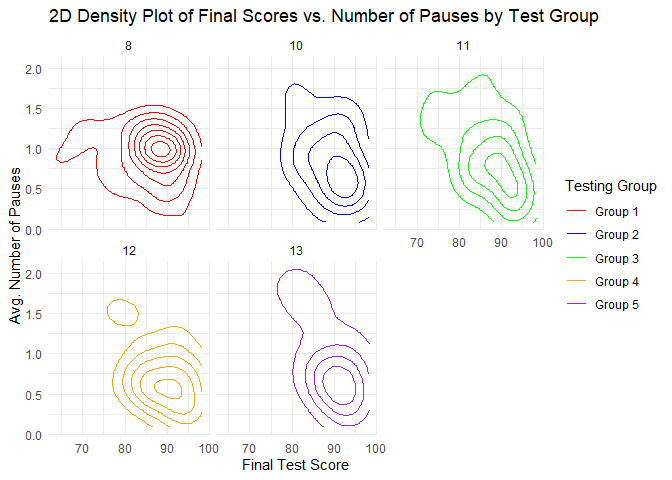 2D Density Plot of Final Scores vs. Number of Pauses by Test Group
8 10 11
2.0
1.5
1.0
0.5
0.0
70 80 90 100
12 13
2.0
1.5
1.0
0.5
0.0
70 80 90 100 70 80 90 100
Avg. Number of Pauses
Final Test Score
Testing Group
Group 1
Group 2
Group 3
Group 4
Group 5